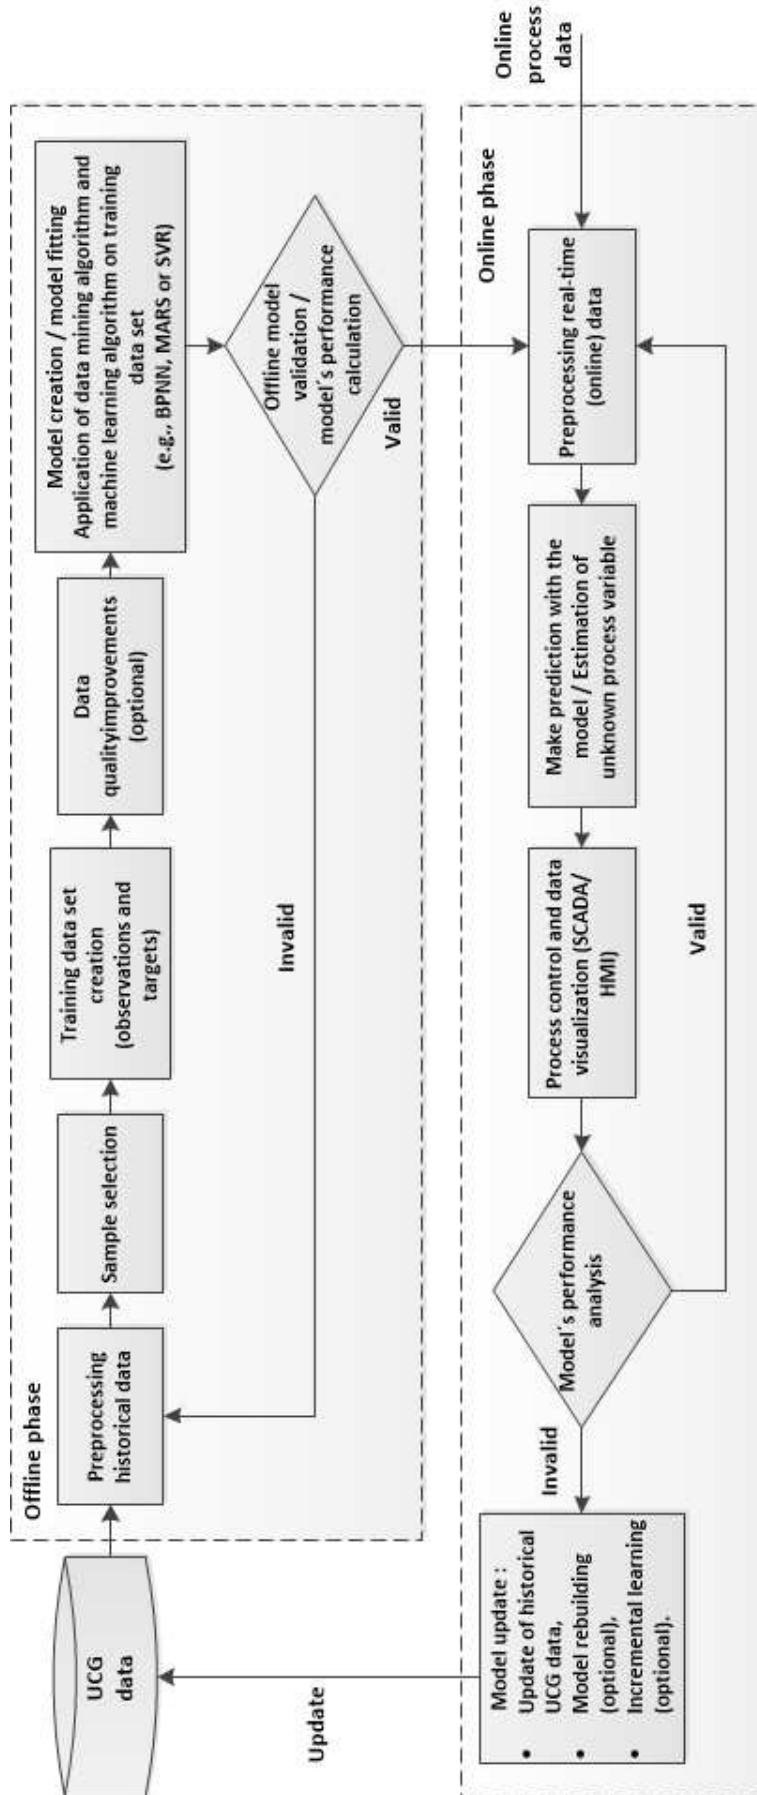 Offline phase
UCG
data
Preprocessing
historical data
Sample selection
Training data set
creation
(observations and
targets)
Data
qualityimprovements
(optional)
Model creation / model fitting
Application of data mining algorithm and
machine learning algorithm on training
data set
(e.g., BPNN, MARS or SVR)
Offline model
validation /
model´s performance
calculation
Invalid
Valid
Online
process
data
Online phase
Preprocessing real-time
(online) data
Make prediction with the
model / Estimation of
unknown process variable
Process control and data
visualization (SCADA/
HMI)
Model´s performance
analysis
Valid
Invalid
Model update :
• Update of historical
UCG data,
• Model rebuilding
(optional),
• Incremental learning
(optional).
Update